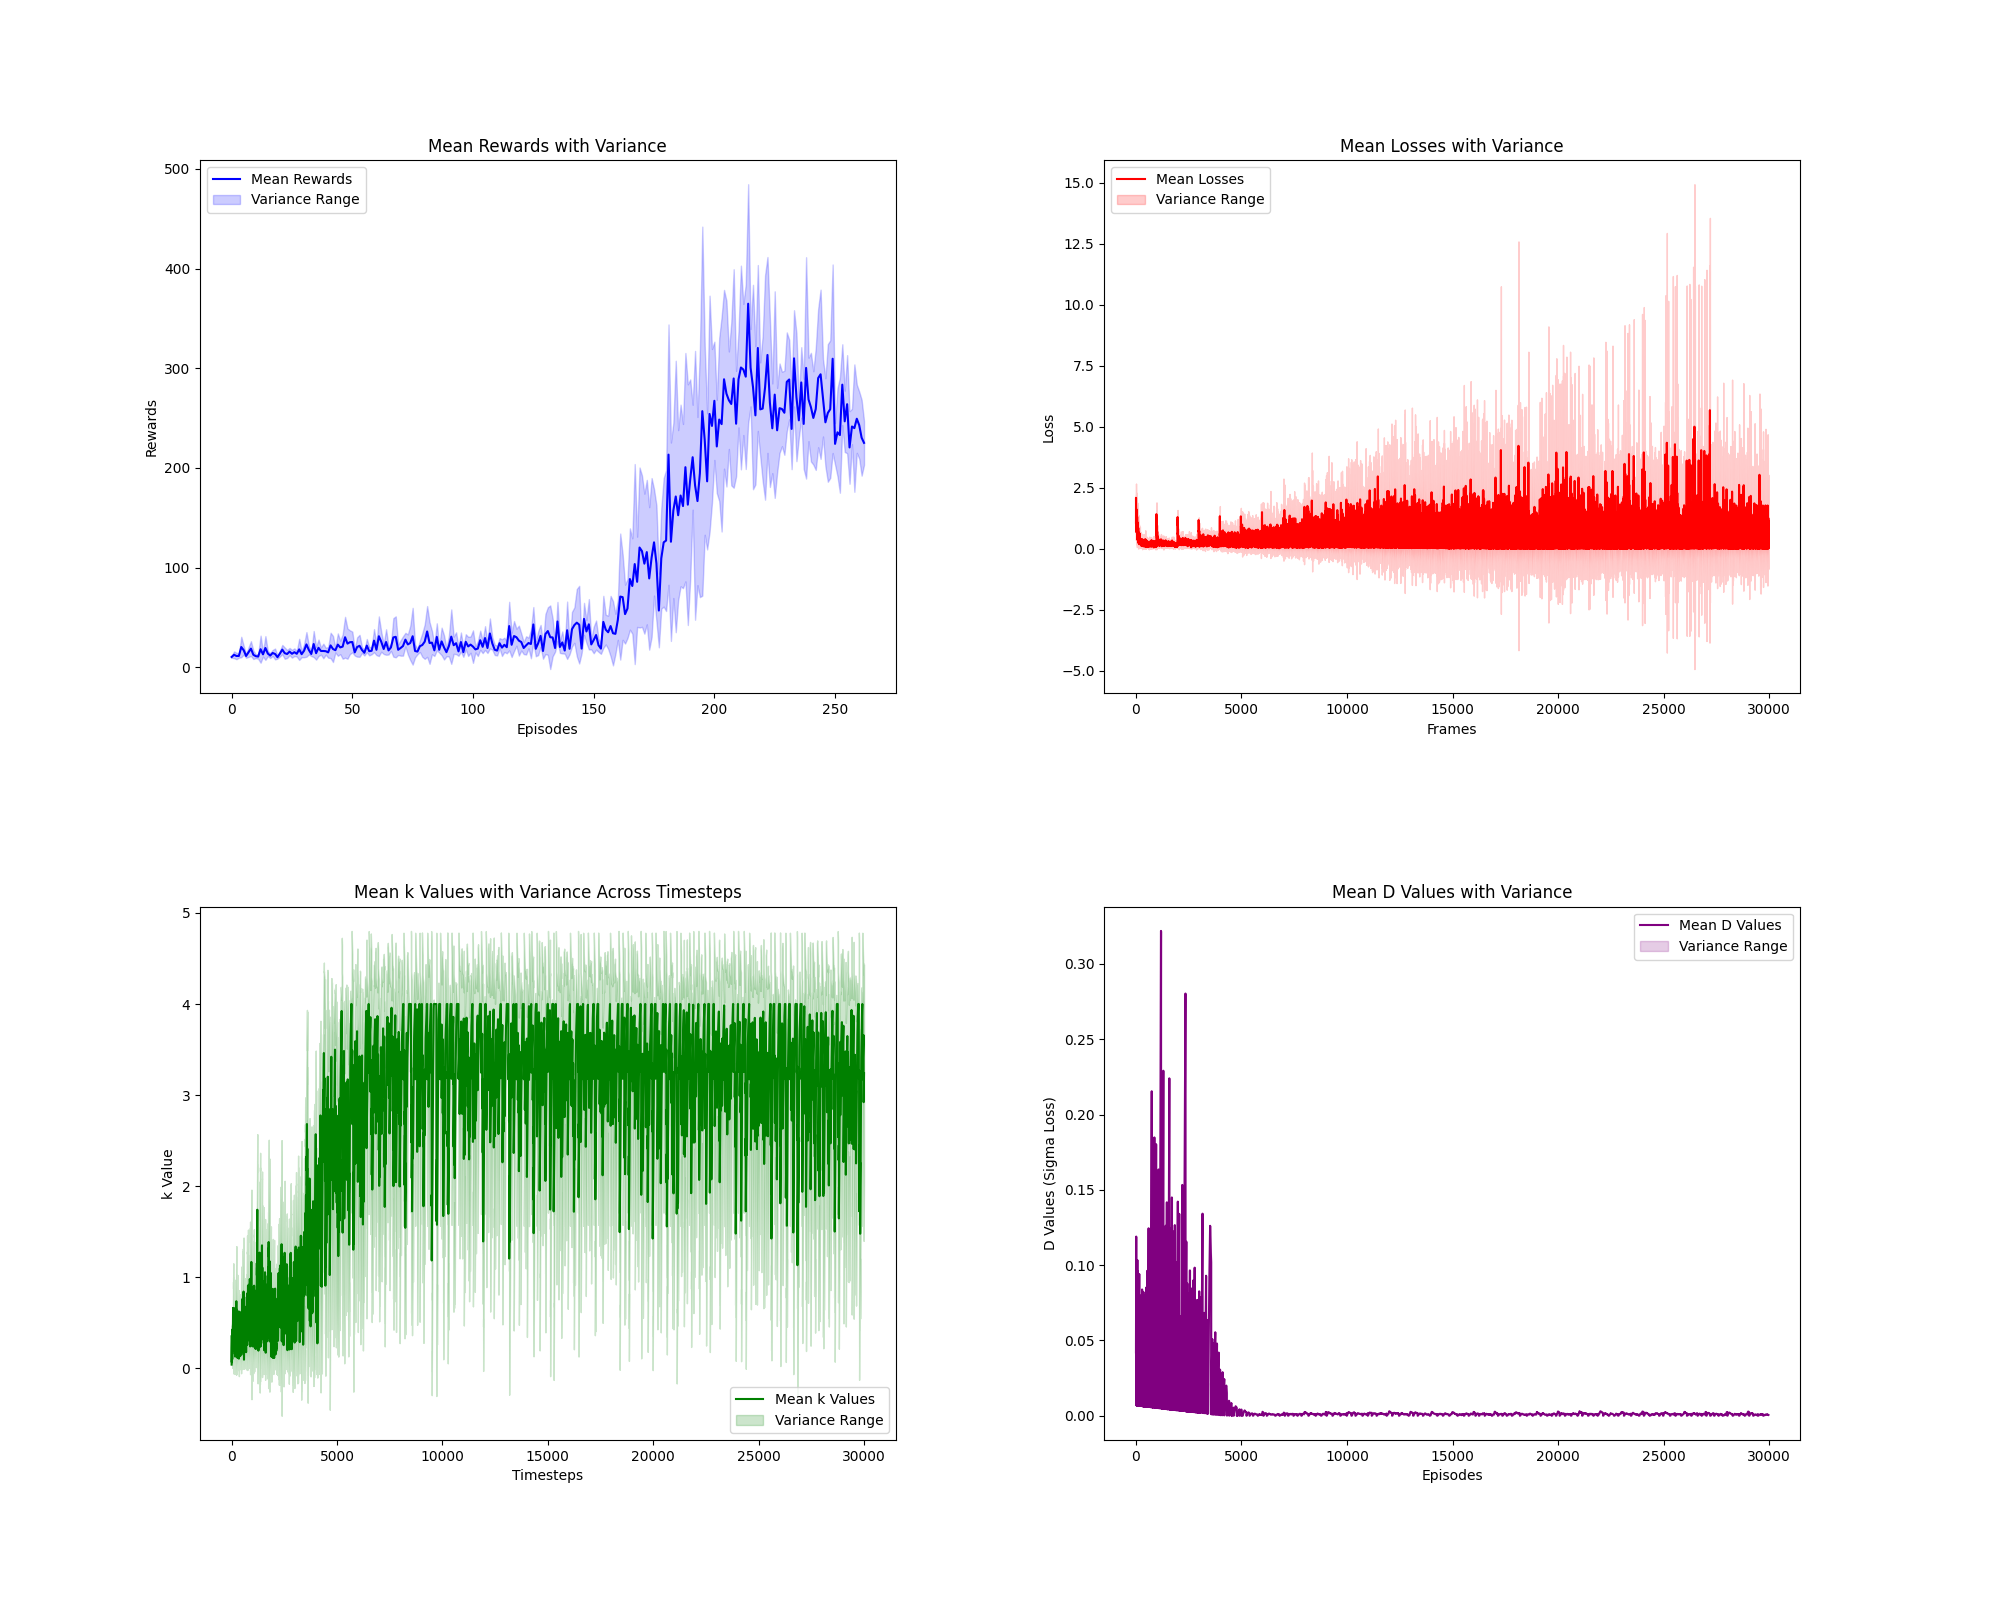 Mean Rewards with Variance
500
400
300
200
100
0
Rewards
Mean Rewards
Variance Range
0 50 100 150 200 250
Episodes
Mean Losses with Variance
15.0
12.5
10.0
7.5
5.0
2.5
0.0
−2.5
−5.0
Loss
Mean Losses
Variance Range
0 5000 10000 15000 20000 25000 30000
Frames
Mean k Values with Variance Across Timesteps
5
4
3
2
1
0
k Value
Mean k Values
Variance Range
0 5000 10000 15000 20000 25000 30000
Timesteps
Mean D Values with Variance
0.30
0.25
0.20
0.15
0.10
0.05
0.00
D Values (Sigma Loss)
Mean D Values
Variance Range
0 5000 10000 15000 20000 25000 30000
Episodes